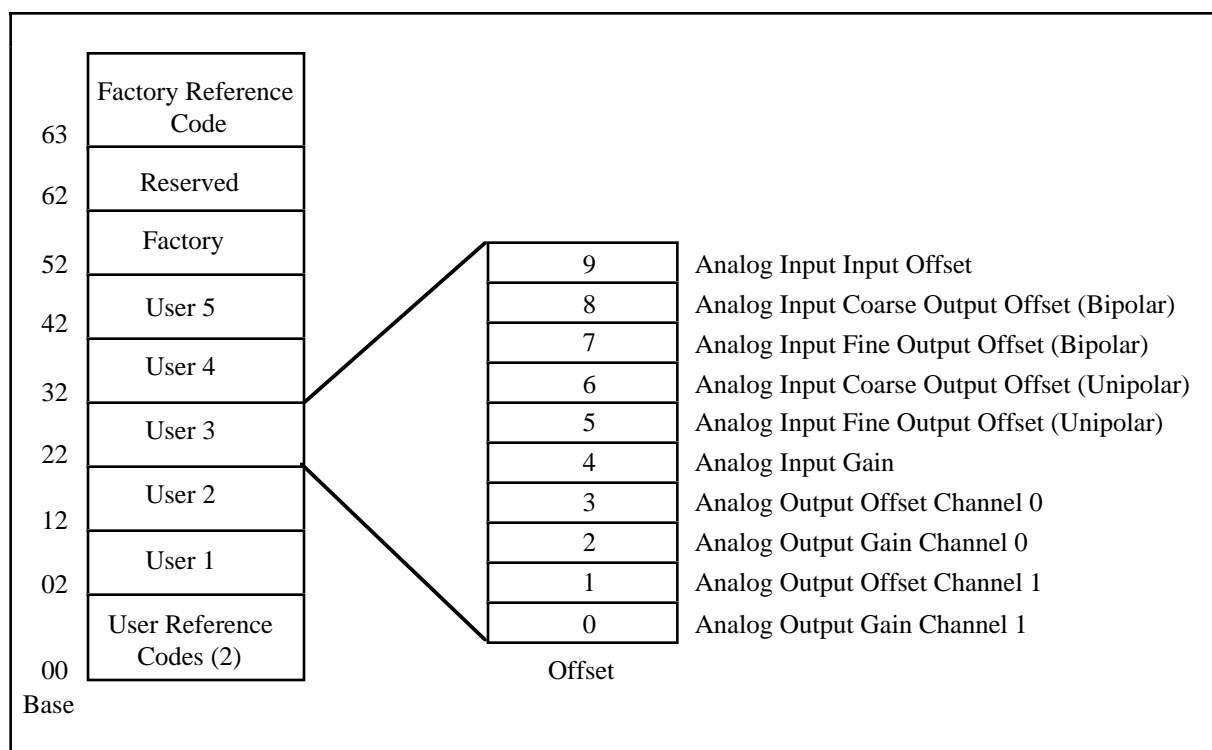 Factory Reference
Code
63
Reserved
62
Factory
52
User 5
42
User 4
32
User 3
22
User 2
12
User 1
02
User Reference
Codes (2)
00
Base
9 Analog Input Input Offset
8 Analog Input Coarse Output Offset (Bipolar)
7 Analog Input Fine Output Offset (Bipolar)
6 Analog Input Coarse Output Offset (Unipolar)
5 Analog Input Fine Output Offset (Unipolar)
4 Analog Input Gain
3 Analog Output Offset Channel 0
2 Analog Output Gain Channel 0
1 Analog Output Offset Channel 1
0 Analog Output Gain Channel 1
Offset